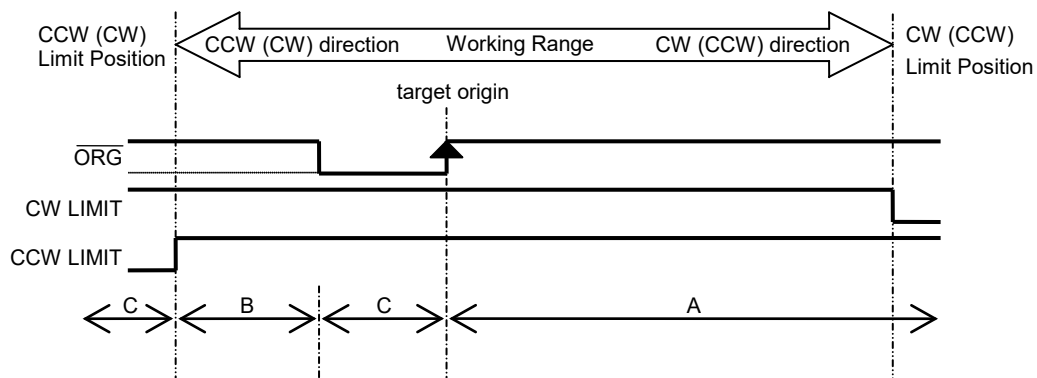 CCW (CW)
Limit Position
CCW (CW) direction
Working Range
CW (CCW) direction
CW (CCW)
Limit Position
target origin
O̅R̅G̅
CW LIMIT
CCW LIMIT
C
B
C
A